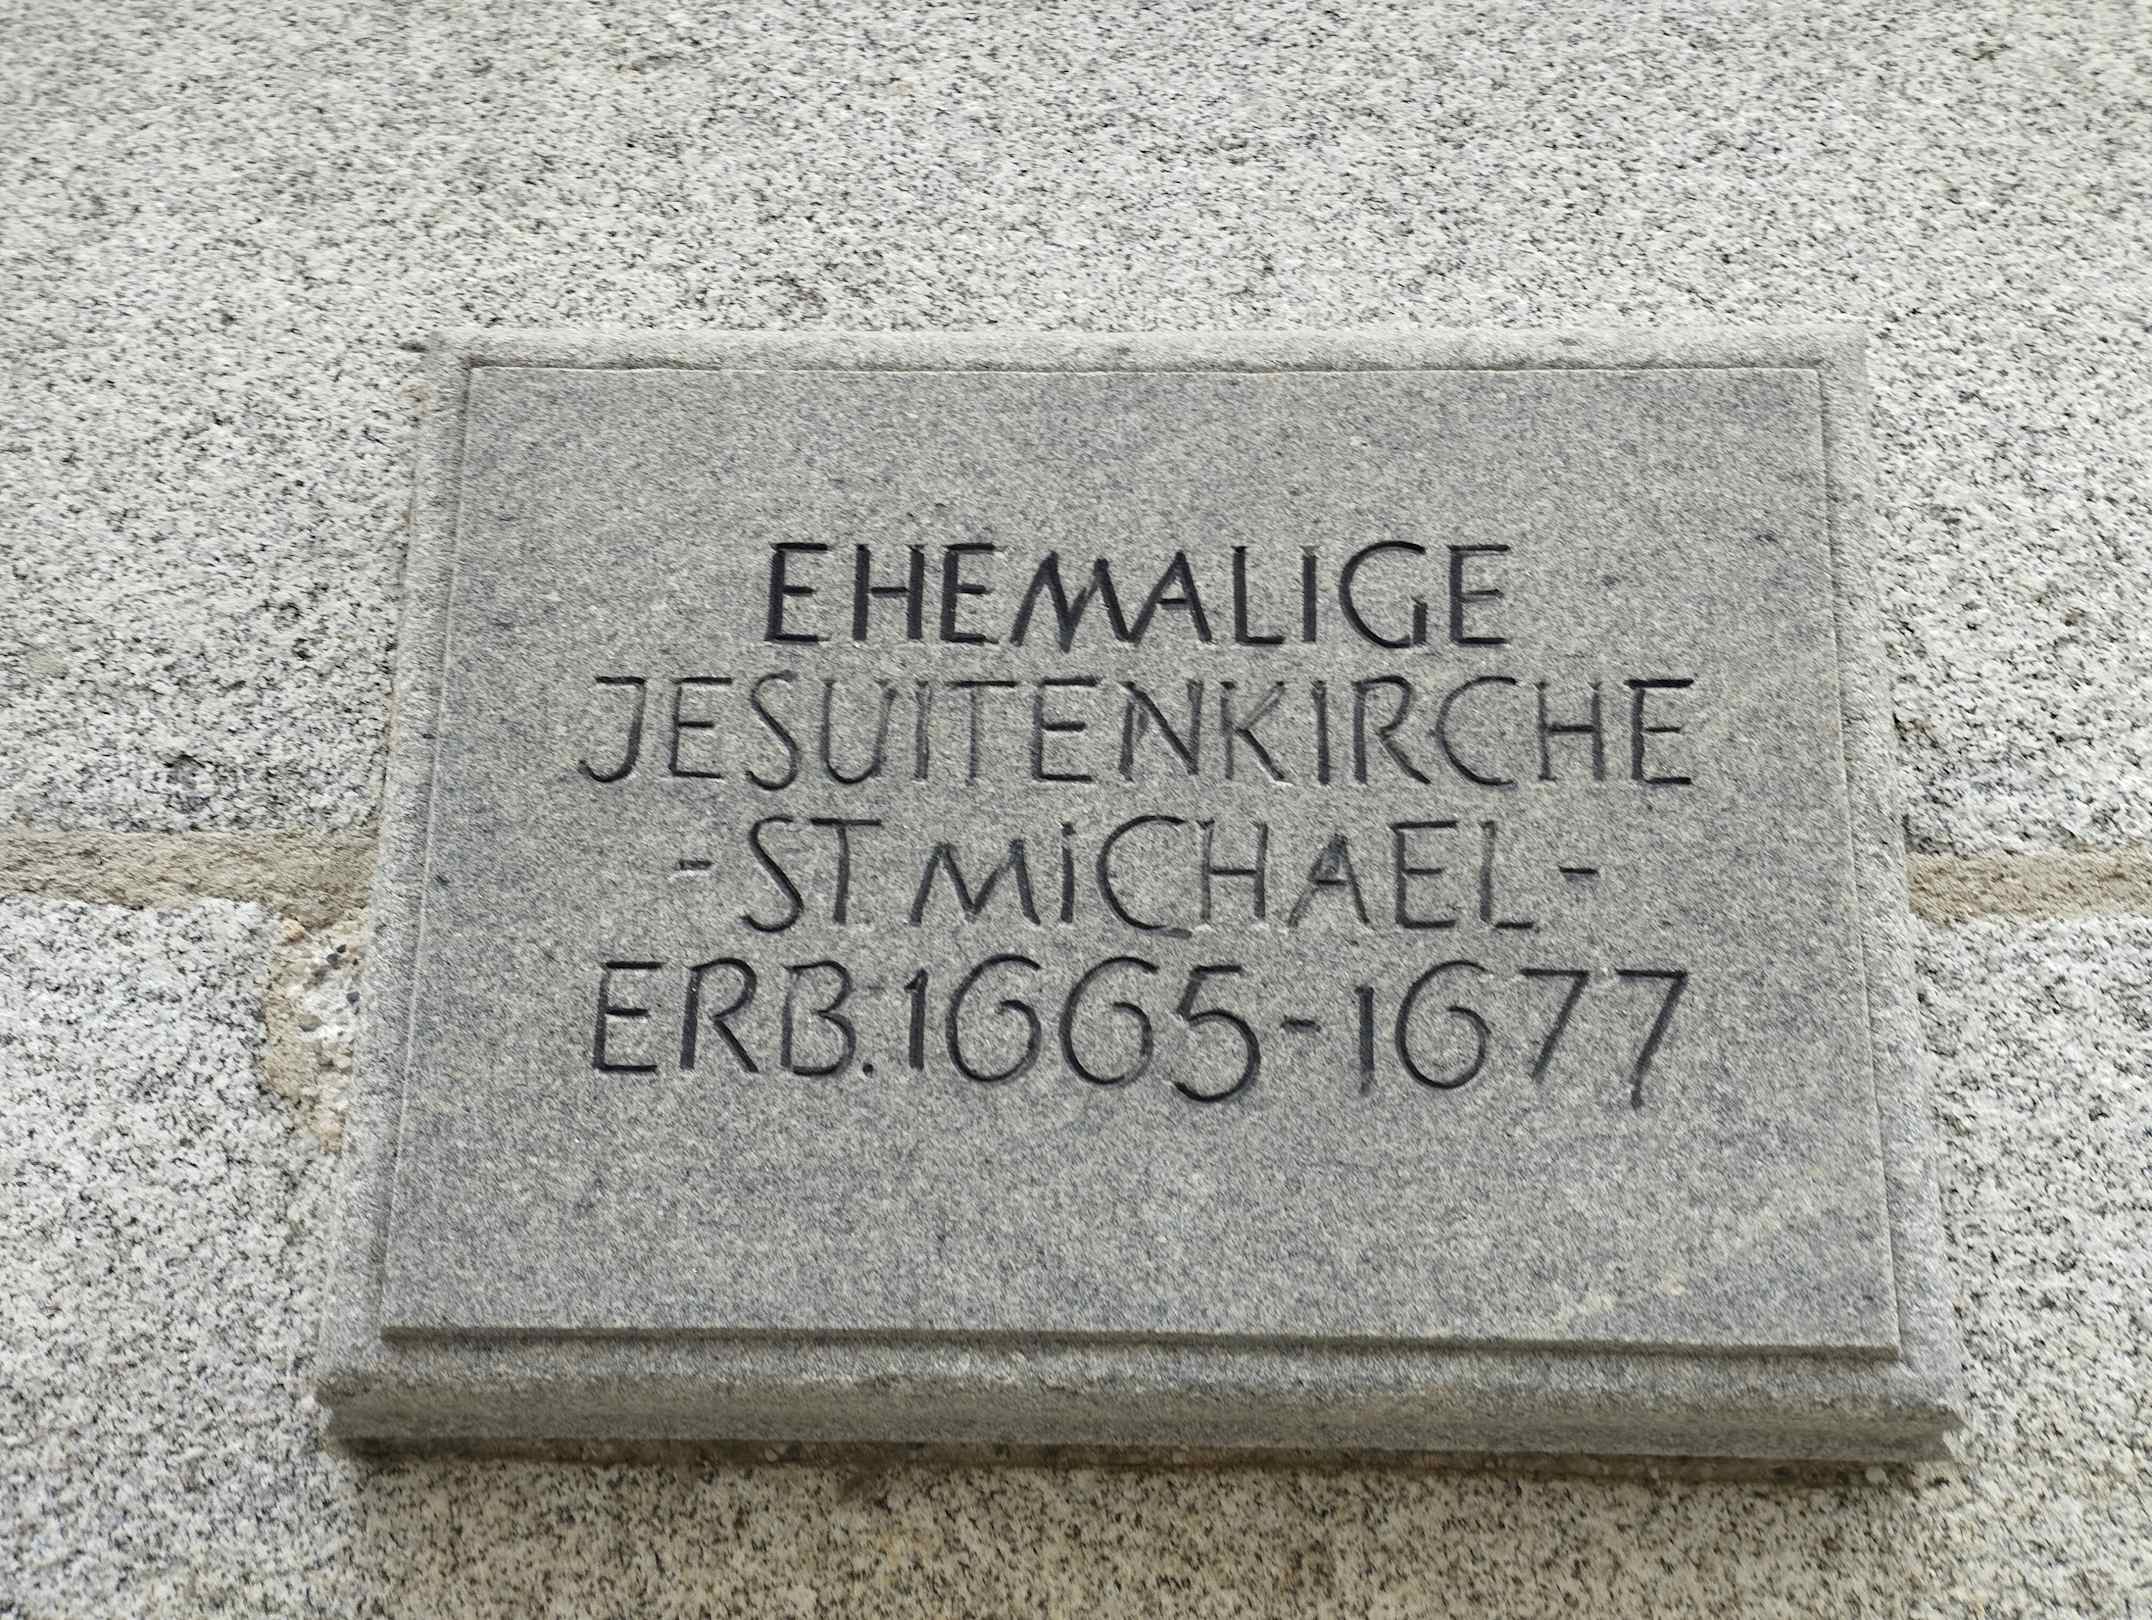 EHEMALIGE
JESUITENKIRCHE
- ST MiCHAEL -
ERB. 1665-1677